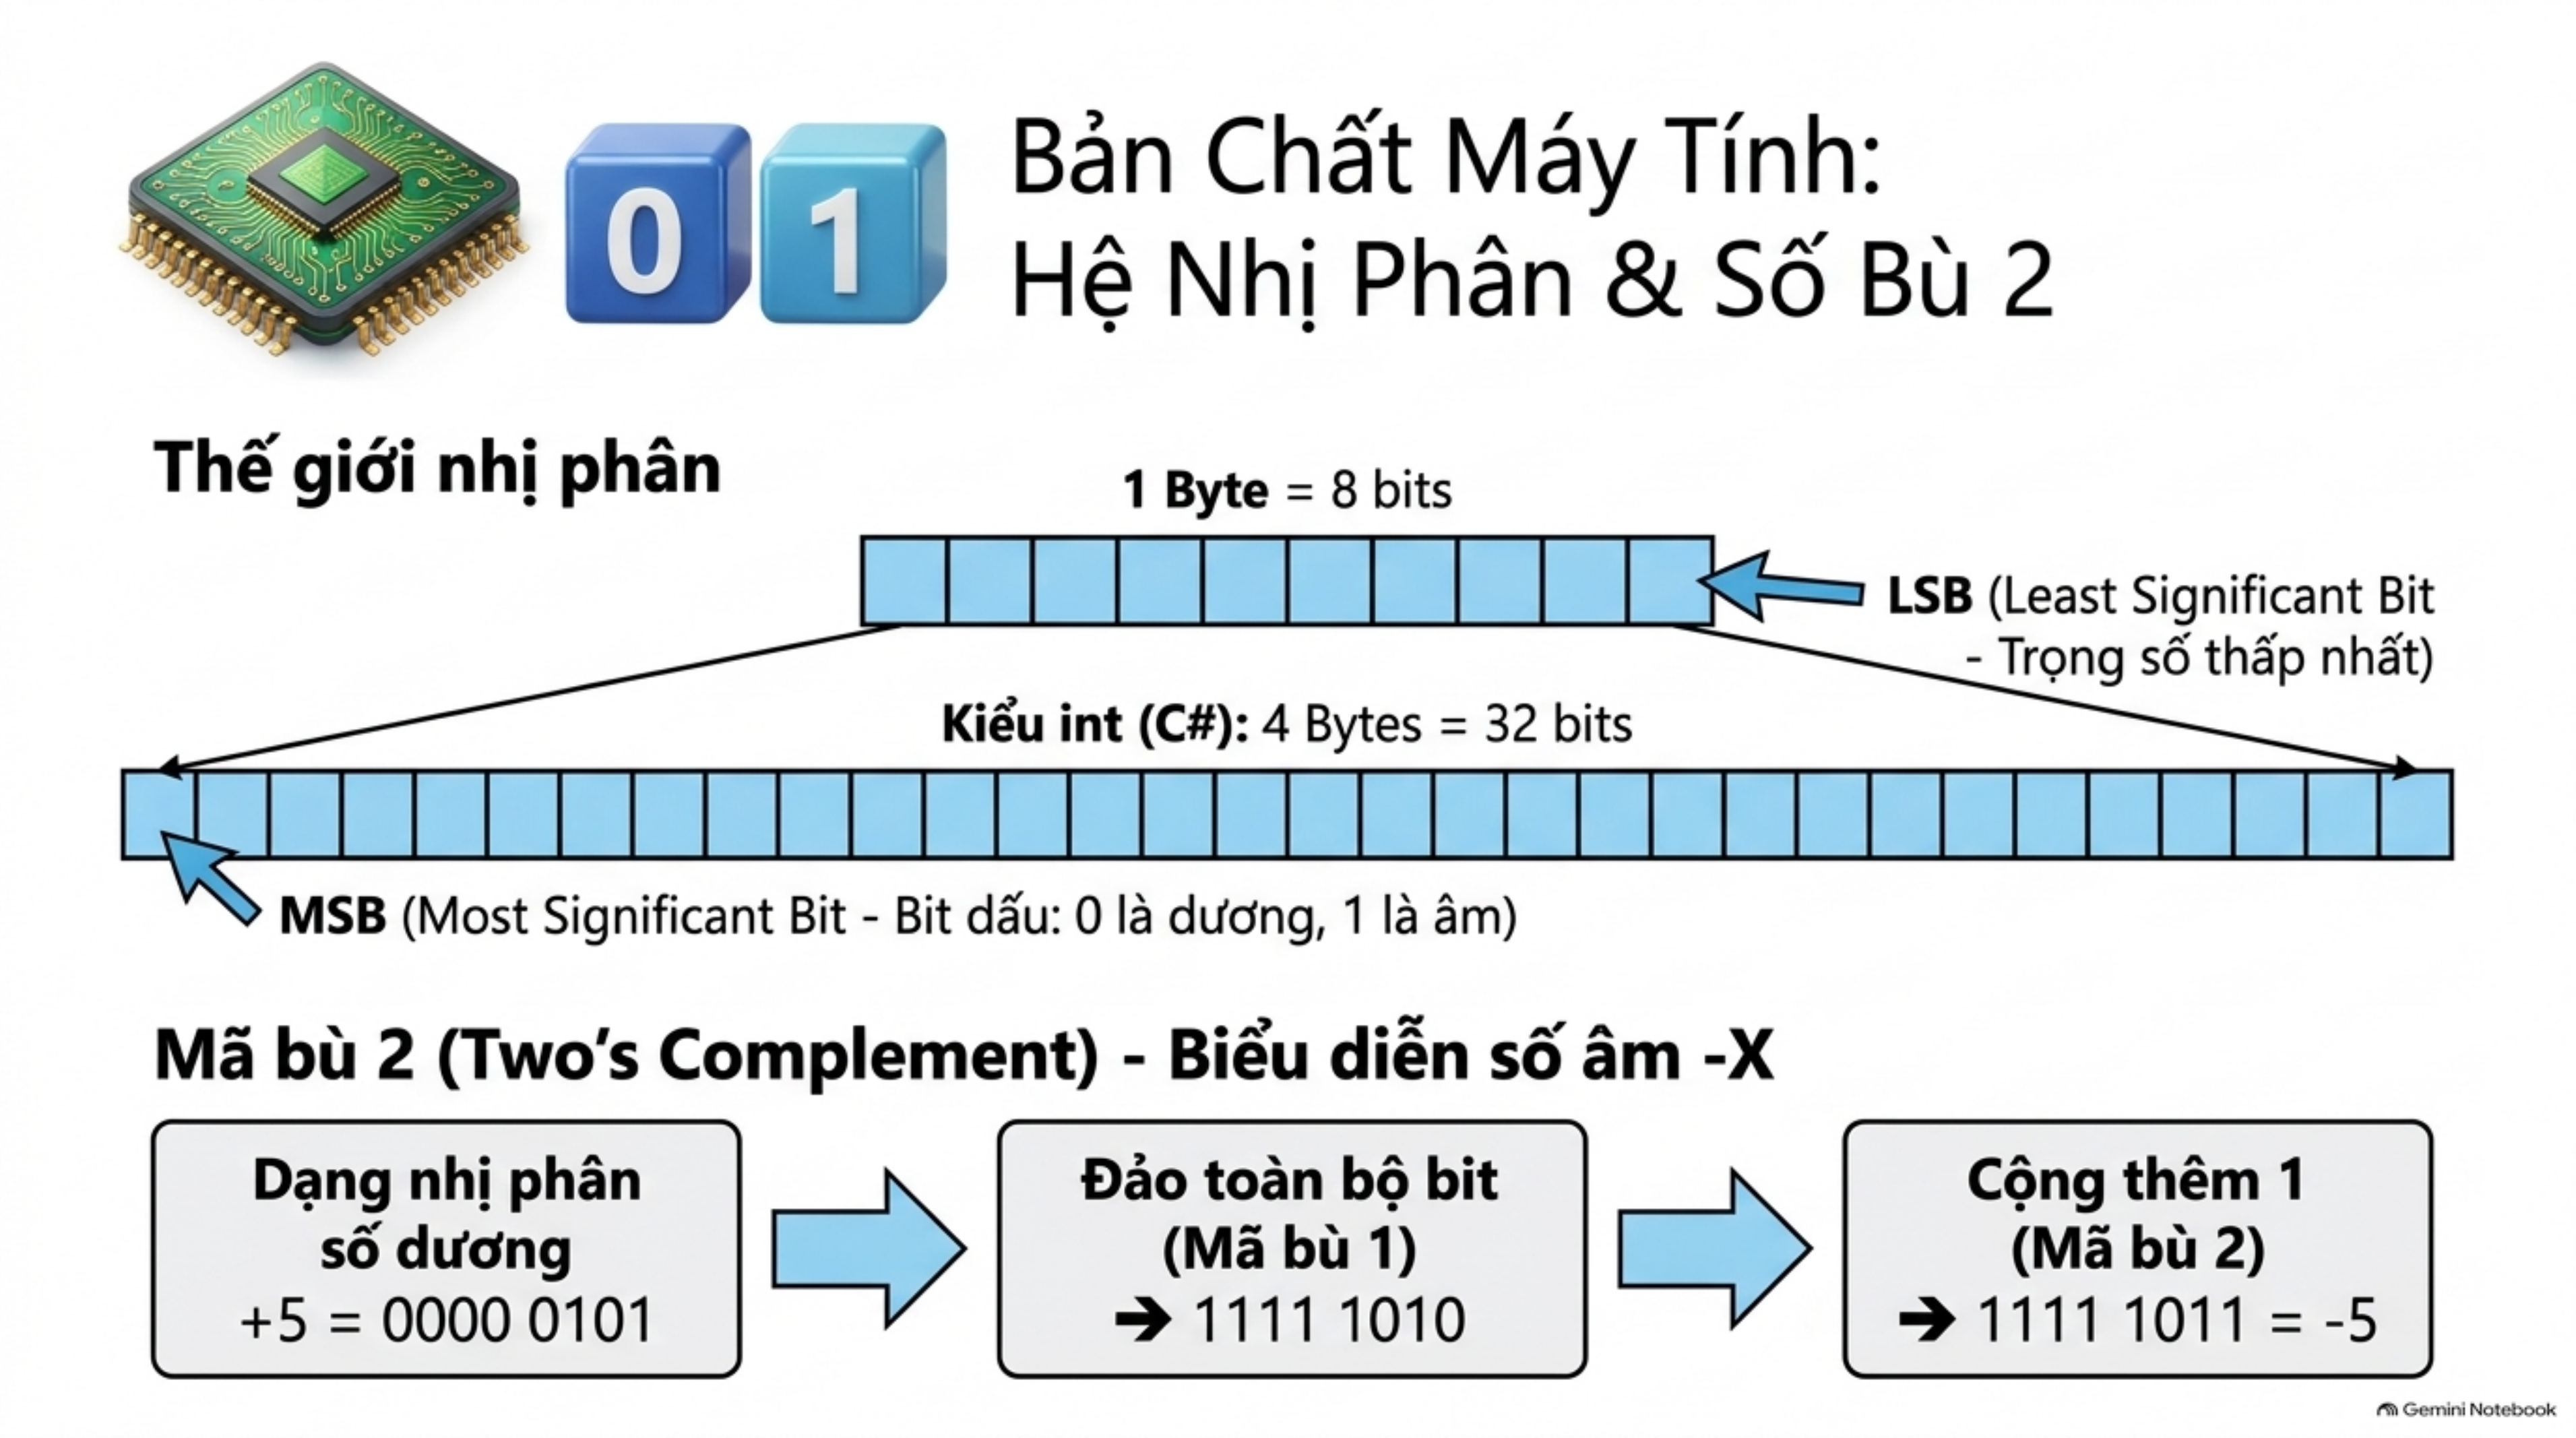 0 1
Bản Chất Máy Tính:
Hệ Nhị Phân & Số Bù 2
Thế giới nhị phân
1 Byte = 8 bits
LSB (Least Significant Bit
- Trọng số thấp nhất)
Kiểu int (C#): 4 Bytes = 32 bits
MSB (Most Significant Bit - Bit dấu: 0 là dương, 1 là âm)
Mã bù 2 (Two’s Complement) - Biểu diễn số âm -X
Dạng nhị phân
số dương
+5 = 0000 0101
Đảo toàn bộ bit
(Mã bù 1)
➔ 1111 1010
Cộng thêm 1
(Mã bù 2)
➔ 1111 1011 = -5
Gemini Notebook